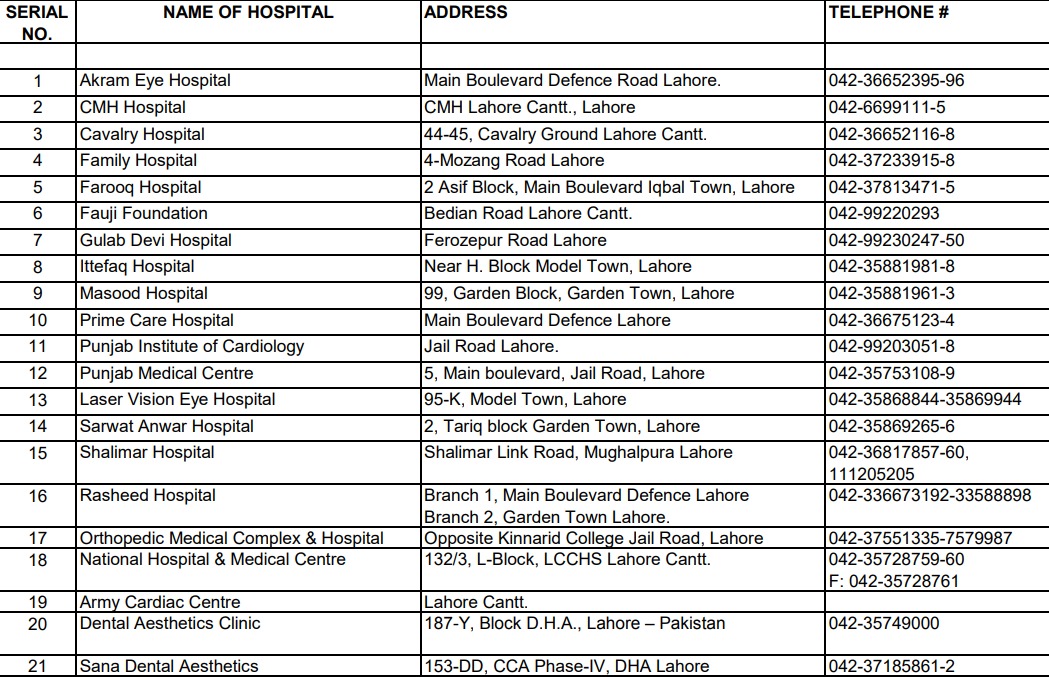 SERIAL NO. NAME OF HOSPITAL ADDRESS TELEPHONE #
1 Akram Eye Hospital Main Boulevard Defence Road Lahore. 042-36652395-96
2 CMH Hospital CMH Lahore Cantt., Lahore 042-6699111-5
3 Cavalry Hospital 44-45, Cavalry Ground Lahore Cantt. 042-36652116-8
4 Family Hospital 4-Mozang Road Lahore 042-37233915-8
5 Farooq Hospital 2 Asif Block, Main Boulevard Iqbal Town, Lahore 042-37813471-5
6 Fauji Foundation Bedian Road Lahore Cantt. 042-99220293
7 Gulab Devi Hospital Ferozepur Road Lahore 042-99230247-50
8 Ittefaq Hospital Near H. Block Model Town, Lahore 042-35881981-8
9 Masood Hospital 99, Garden Block, Garden Town, Lahore 042-35881961-3
10 Prime Care Hospital Main Boulevard Defence Lahore 042-36675123-4
11 Punjab Institute of Cardiology Jail Road Lahore. 042-99203051-8
12 Punjab Medical Centre 5, Main boulevard, Jail Road, Lahore 042-35753108-9
13 Laser Vision Eye Hospital 95-K, Model Town, Lahore 042-35868844-35869944
14 Sarwat Anwar Hospital 2, Tariq block Garden Town, Lahore 042-35869265-6
15 Shalimar Hospital Shalimar Link Road, Mughalpura Lahore 042-36817857-60,
111205205
16 Rasheed Hospital Branch 1, Main Boulevard Defence Lahore 042-336673192-33588898
Branch 2, Garden Town Lahore.
17 Orthopedic Medical Complex & Hospital Opposite Kinnarid College Jail Road, Lahore 042-37551335-7579987
18 National Hospital & Medical Centre 132/3, L-Block, LCCHS Lahore Cantt. 042-35728759-60
F: 042-35728761
19 Army Cardiac Centre Lahore Cantt.
20 Dental Aesthetics Clinic 187-Y, Block D.H.A., Lahore – Pakistan 042-35749000
21 Sana Dental Aesthetics 153-DD, CCA Phase-IV, DHA Lahore 042-37185861-2